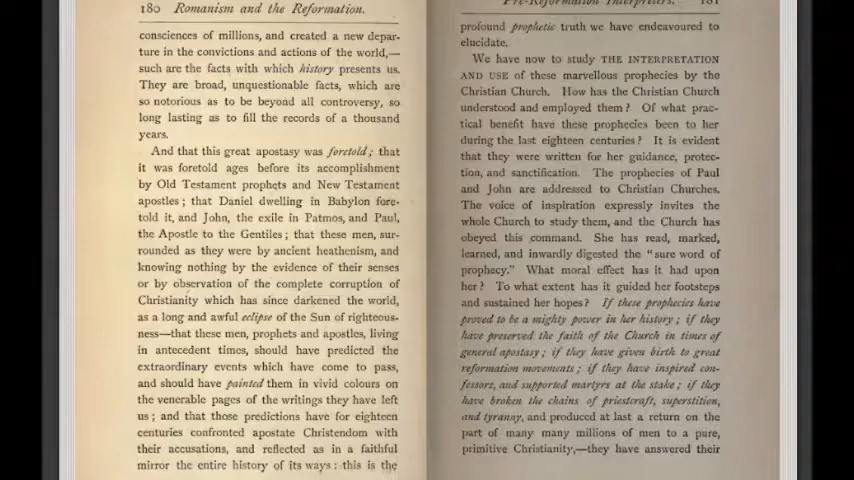 180 Romanism and the Reformation.
consciences of millions, and created a new depar-
ture in the convictions and actions of the world,—
such are the facts with which history presents us.
They are broad, unquestionable facts, which are
so notorious as to be beyond all controversy, so
long lasting as to fill the records of a thousand
years.
And that this great apostasy was foretold; that
it was foretold ages before its accomplishment
by Old Testament prophets and New Testament
apostles; that Daniel dwelling in Babylon fore-
told it, and John, the exile in Patmos, and Paul,
the Apostle to the Gentiles; that these men, sur-
rounded as they were by ancient heathenism, and
knowing nothing by the evidence of their senses
or by observation of the complete corruption of
Christianity which has since darkened the world,
as a long and awful eclipse of the Sun of righteous-
ness—that these men, prophets and apostles, living
in antecedent times, should have predicted the
extraordinary events which have come to pass,
and should have painted them in vivid colours on
the venerable pages of the writings they have left
us; and that those predictions have for eighteen
centuries confronted apostate Christendom with
their accusations, and reflected as in a faithful
mirror the entire history of its ways: this is the
Pre-Reformation Interpreters. 181
profound prophetic truth we have endeavoured to
elucidate.
We have now to study THE INTERPRETATION
AND USE of these marvellous prophecies by the
Christian Church. How has the Christian Church
understood and employed them? Of what prac-
tical benefit have these prophecies been to her
during the last eighteen centuries? It is evident
that they were written for her guidance, protec-
tion, and sanctification. The prophecies of Paul
and John are addressed to Christian Churches.
The voice of inspiration expressly invites the
whole Church to study them, and the Church has
obeyed this command. She has read, marked,
learned, and inwardly digested the "sure word of
prophecy." What moral effect has it had upon
her? To what extent has it guided her footsteps
and sustained her hopes? If these prophecies have
proved to be a mighty power in her history; if they
have preserved the faith of the Church in times of
general apostasy; if they have given birth to great
reformation movements; if they have inspired con-
fessors, and supported martyrs at the stake; if they
have broken the chains of priestcraft, superstition,
and tyranny, and produced at last a return on the
part of many many millions of men to a pure,
primitive Christianity,—they have answered their